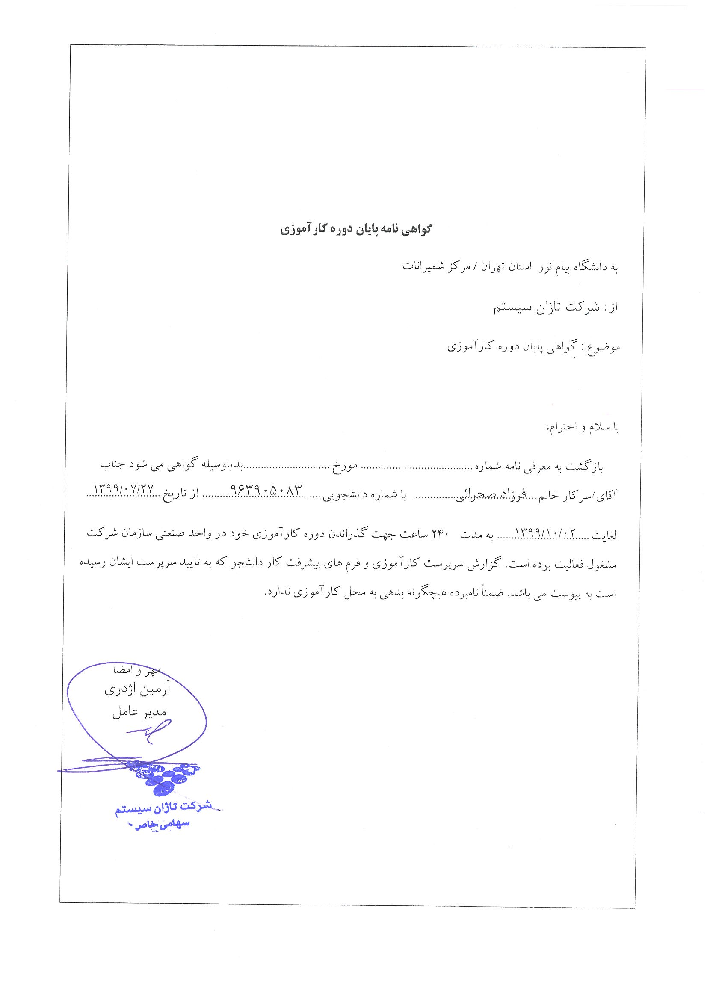 گواهی نامه پایان دوره کارآموزی
به دانشگاه پیام نور استان تهران / مرکز شمیرانات
از : شرکت تاژان سیستم
موضوع : گواهی پایان دوره کارآموزی
با سلام و احترام،
بازگشت به معرفی نامه شماره ....................................... مورخ ..............................بدینوسیله گواهی می شود جناب
آقای/سرکار خانم ....فرزاد صحرائی............... با شماره دانشجویی ......۹۶۳۹۰۵۰۸۳.......... از تاریخ ۱۳۹۹/۰۷/۲۷
لغایت ......۱۳۹۹/۱۰/۰۲...... به مدت ۲۴۰ ساعت جهت گذراندن دوره کارآموزی خود در واحد صنعتی سازمان شرکت
مشغول فعالیت بوده است. گزارش سرپرست کارآموزی و فرم های پیشرفت کار دانشجو که به تایید سرپرست ایشان رسیده
است به پیوست می باشد. ضمناً نامبرده هیچگونه بدهی به محل کارآموزی ندارد.
مهر و امضا
آرمین اژدری
مدیر عامل
شرکت تاژان سیستم
سهامی خاص